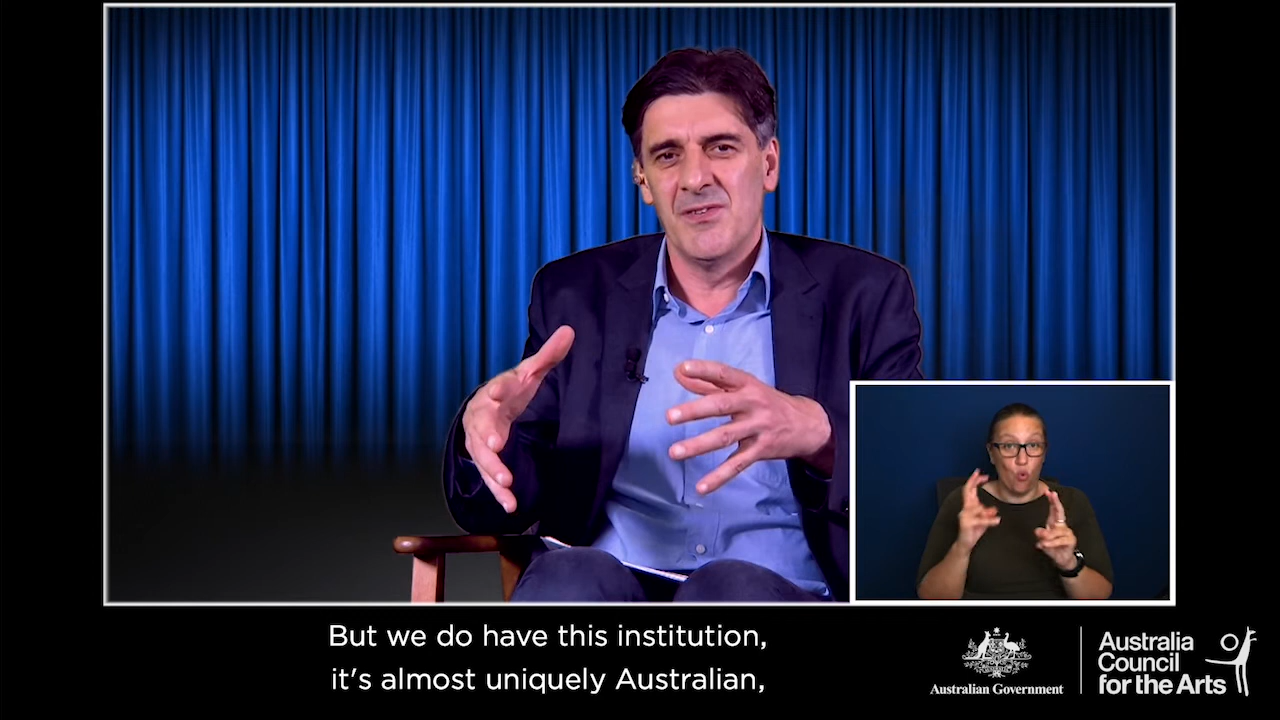 But we do have this institution,
it's almost uniquely Australian,
Australian Government
Australia
Council
for the Arts